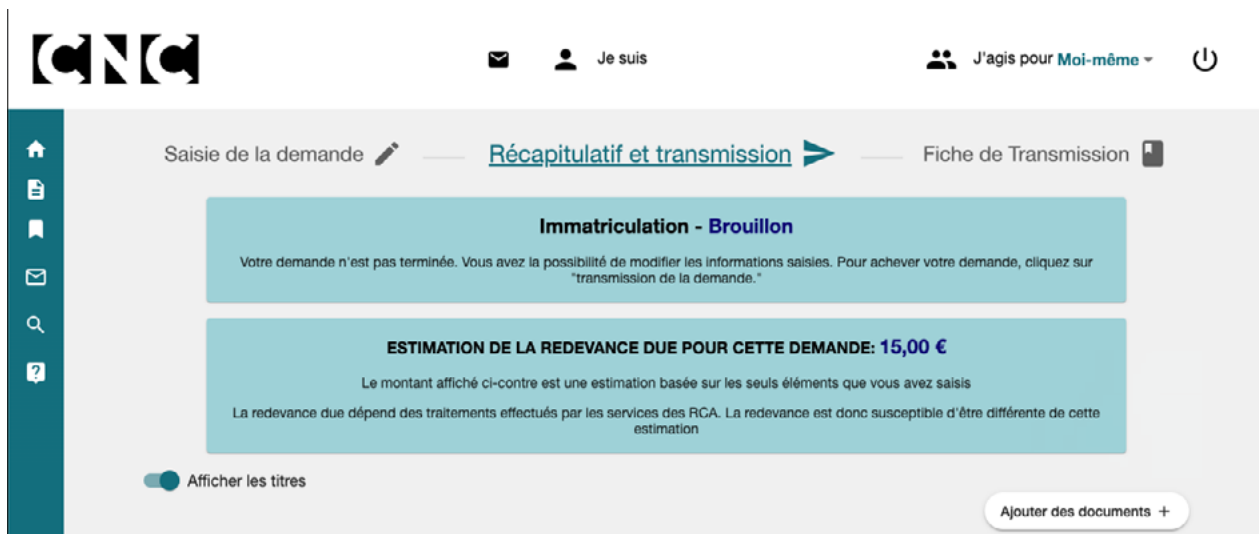 CNC
Je suis
J'agis pour Moi-même
Saisie de la demande
Récapitulatif et transmission
Fiche de Transmission
Immatriculation - Brouillon
Votre demande n'est pas terminée. Vous avez la possibilité de modifier les informations saisies. Pour achever votre demande, cliquez sur
"transmission de la demande."
ESTIMATION DE LA REDEVANCE DUE POUR CETTE DEMANDE: 15,00 €
Le montant affiché ci-contre est une estimation basée sur les seuls éléments que vous avez saisis
La redevance due dépend des traitements effectués par les services des RCA. La redevance est donc susceptible d'être différente de cette
estimation
Afficher les titres
Ajouter des documents +